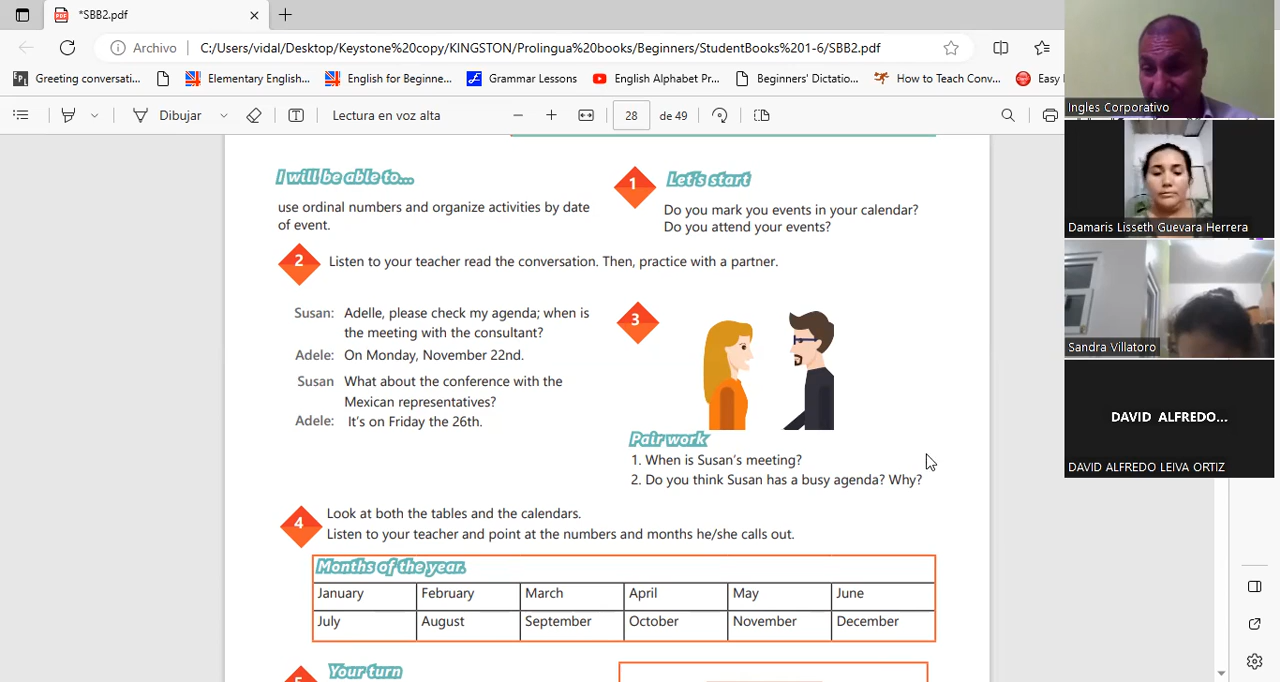 *SBB2.pdf
Archivo
C:/Users/vidal/Desktop/Keystone%20copy/KINGSTON/Prolingua%20books/Beginners/StudentBooks%201-6/SBB2.pdf
Greeting conversati...
Elementary English...
English for Beginne...
Grammar Lessons
English Alphabet Pr...
Beginners' Dictatio...
How to Teach Conv...
Easy
Dibujar
Lectura en voz alta
28
de 49
I will be able to...
use ordinal numbers and organize activities by date
of event.
1
Let's start
Do you mark you events in your calendar?
Do you attend your events?
2
Listen to your teacher read the conversation. Then, practice with a partner.
Susan: Adelle, please check my agenda; when is
the meeting with the consultant?
Adele: On Monday, November 22nd.
Susan What about the conference with the
Mexican representatives?
Adele: It's on Friday the 26th.
3
Pair work
1. When is Susan's meeting?
2. Do you think Susan has a busy agenda? Why?
4
Look at both the tables and the calendars.
Listen to your teacher and point at the numbers and months he/she calls out.
Months of the year.
January February March April May June
July August September October November December
5
Your turn
Ingles Corporativo
Damaris Lisseth Guevara Herrera
Sandra Villatoro
DAVID ALFREDO...
DAVID ALFREDO LEIVA ORTIZ